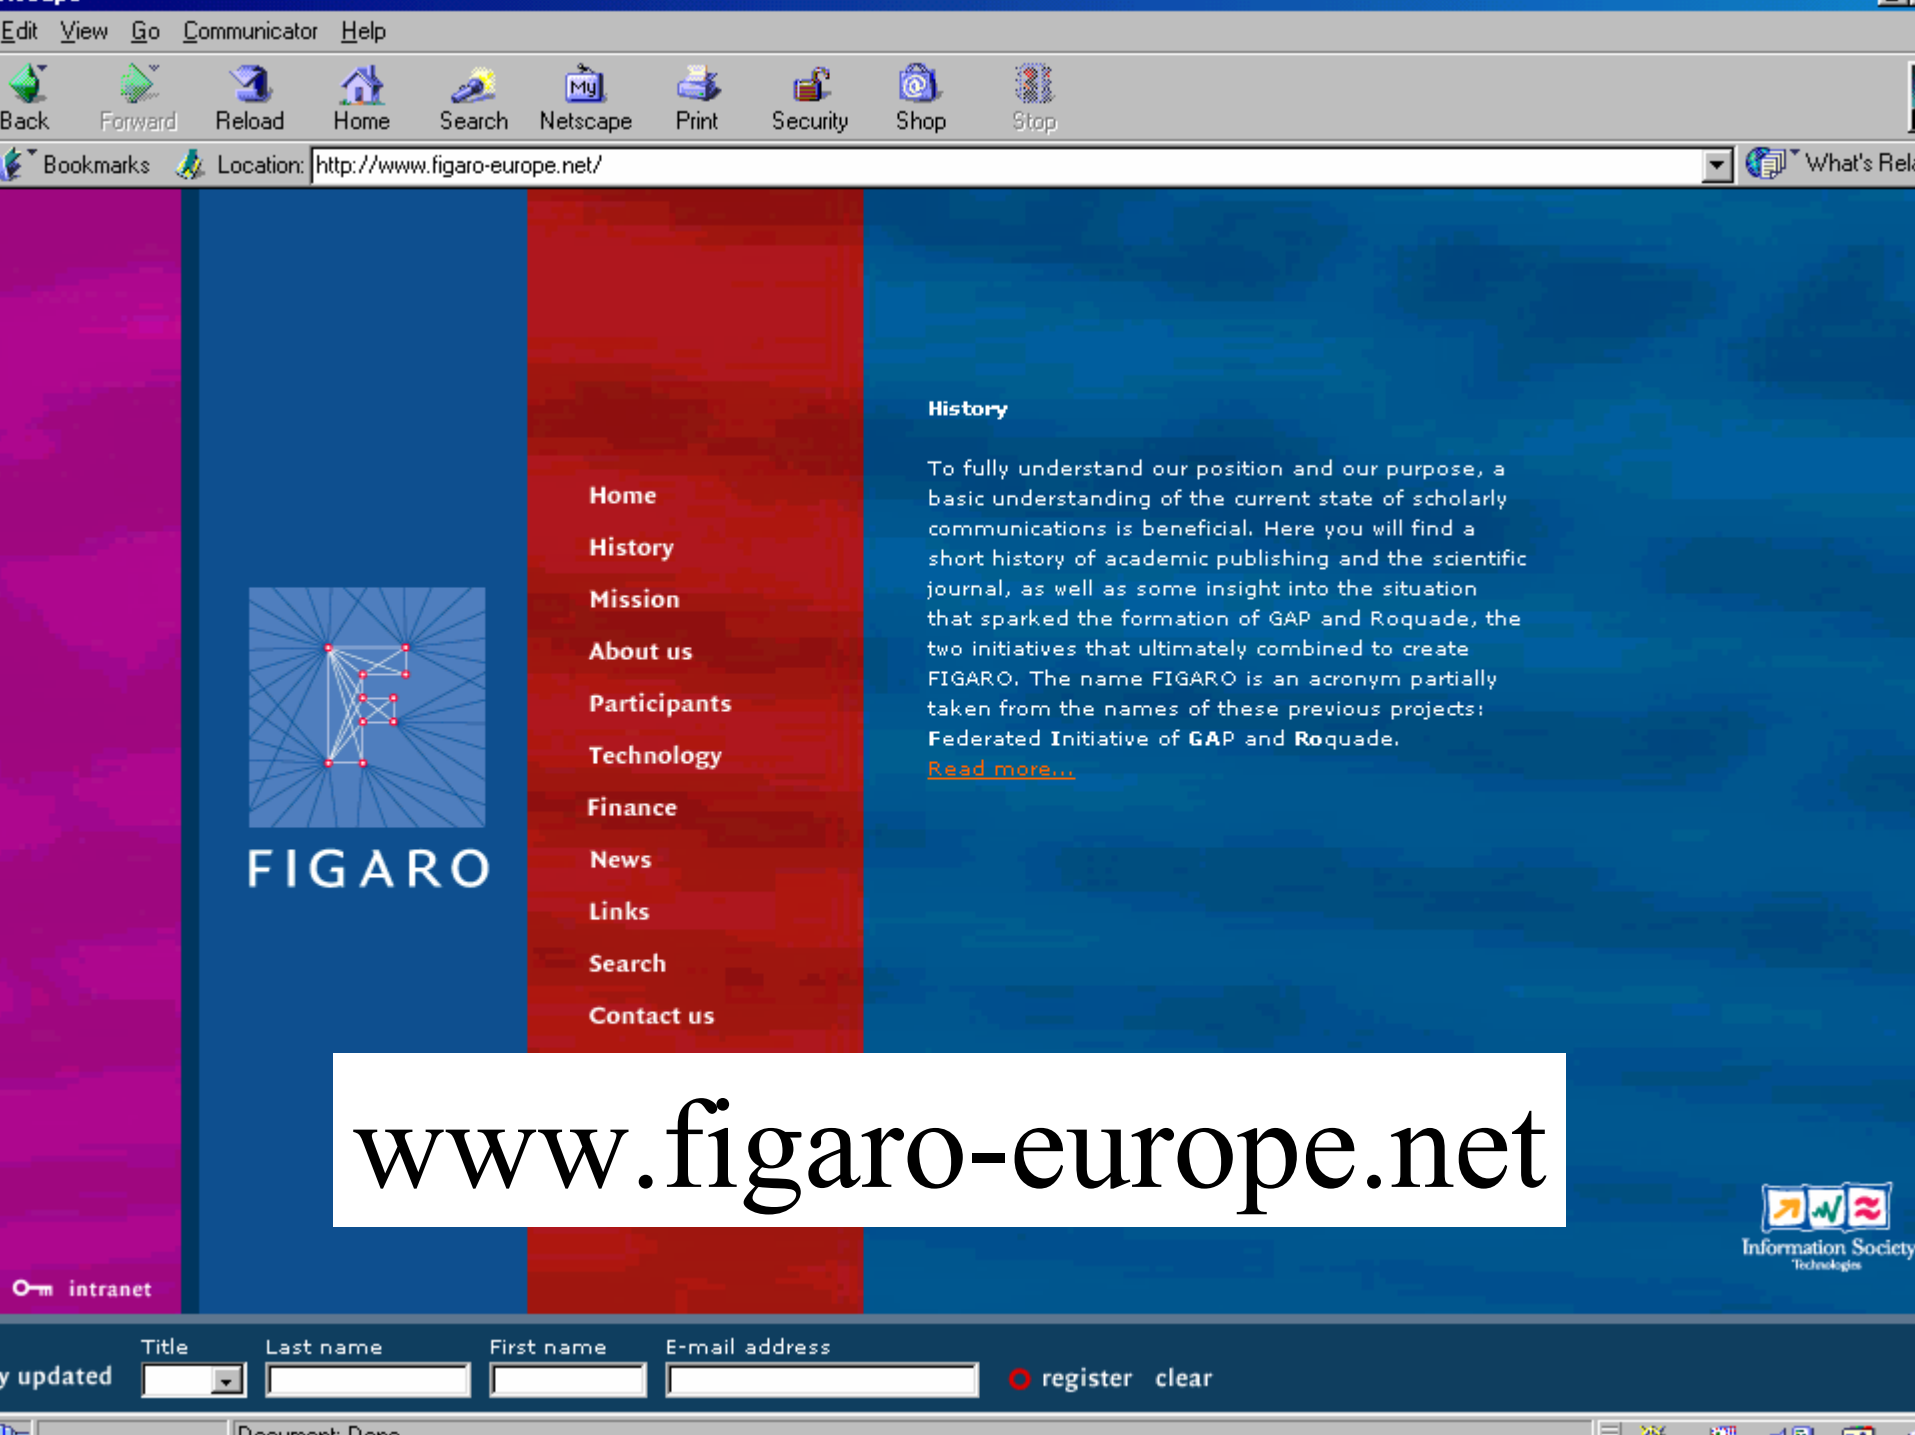 Edit View Go Communicator Help
Back Forward Reload Home Search Netscape Print Security Shop Stop
My
Bookmarks Location: http://www.figaro-europe.net/ What's
History
To fully understand our position and our purpose, a
basic understanding of the current state of scholarly
communications is beneficial. Here you will find a
short history of academic publishing and the scientific
journal, as well as some insight into the situation
that sparked the formation of GAP and Roquade, the
two initiatives that ultimately combined to create
FIGARO. The name FIGARO is an acronym partially
taken from the names of these previous projects:
Federated Initiative of GAP and Roquade.
Read more...
Home
History
Mission
About us
Participants
Technology
Finance
News
Links
Search
Contact us
FIGARO
www.figaro-europe.net
Information Society
Technologies
intranet
Title Last name First name E-mail address
y updated register clear
Document: Done